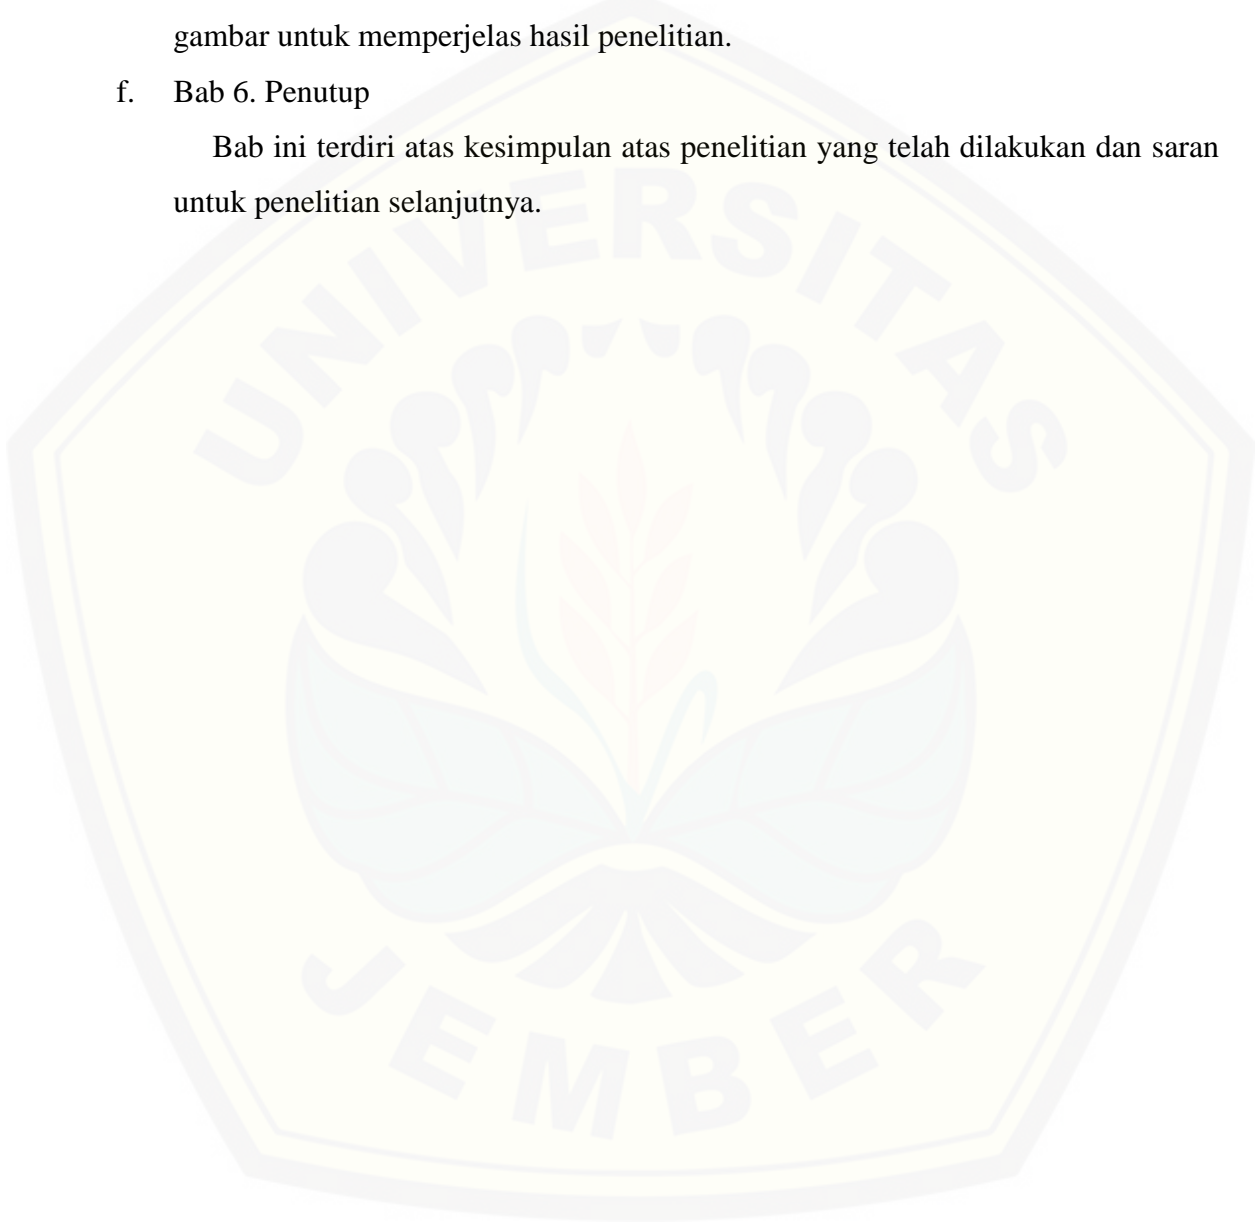 gambar untuk memperjelas hasil penelitian.
f. Bab 6. Penutup
Bab ini terdiri atas kesimpulan atas penelitian yang telah dilakukan dan saran
untuk penelitian selanjutnya.
UNIVERSITAS
JEMBER